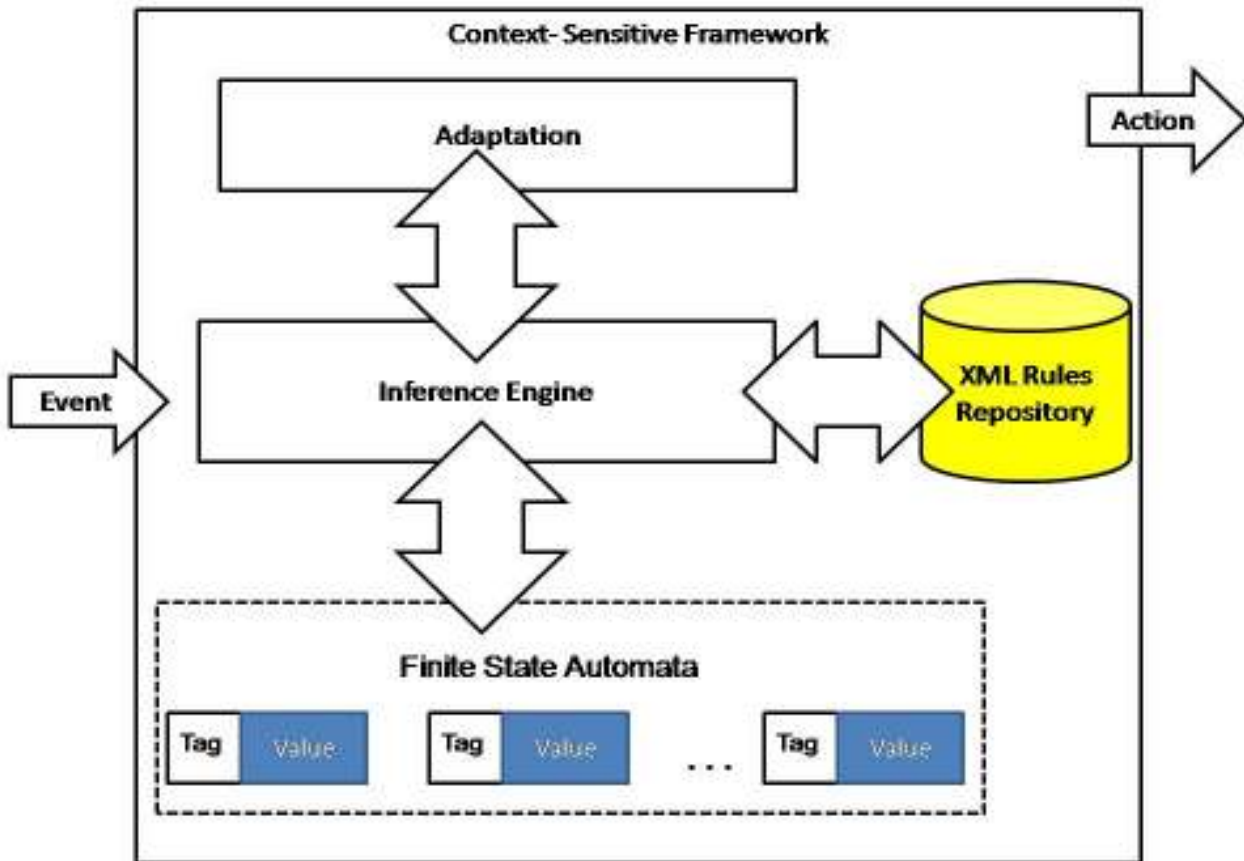 Context- Sensitive Framework
Adaptation
Action
Event
Inference Engine
XML Rules
Repository
Finite State Automata
Tag Value Tag Value ... Tag Value